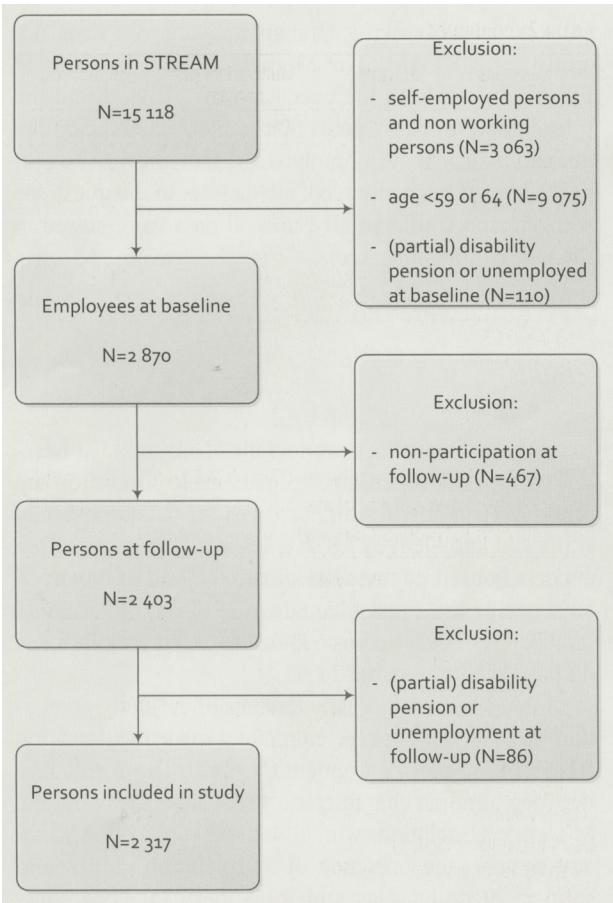 Persons in STREAM
N=15 118
Exclusion:
- self-employed persons
and non working
persons (N=3 063)
- age <59 or 64 (N=9 075)
- (partial) disability
pension or unemployed
at baseline (N=110)
Employees at baseline
N=2 870
Exclusion:
- non-participation at
follow-up (N=467)
Persons at follow-up
N=2 403
Exclusion:
- (partial) disability
pension or
unemployment at
follow-up (N=86)
Persons included in study
N=2 317